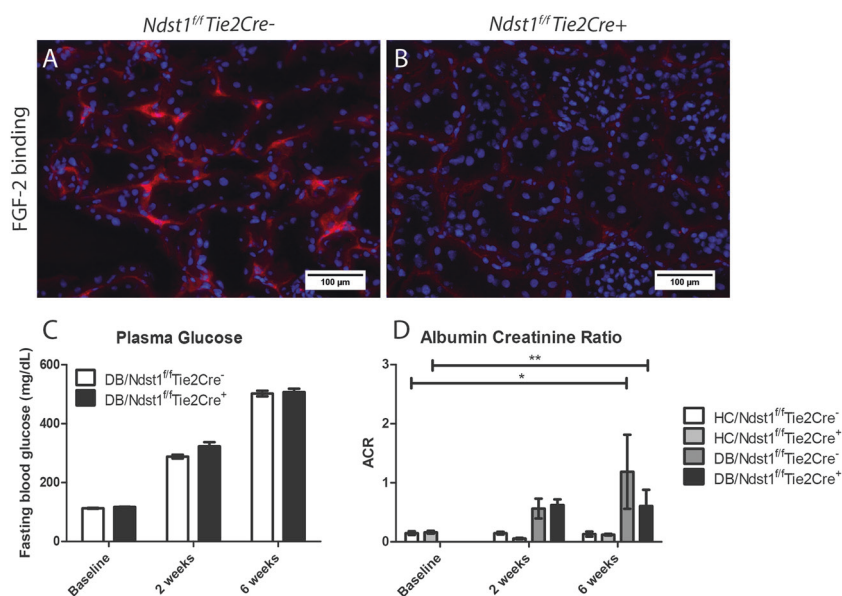 Ndst1f/f Tie2Cre- Ndst1f/f Tie2Cre+
A B
FGF-2 binding
100 µm 100 µm
C Plasma Glucose
Fasting blood glucose (mg/dL)
600
400
200
0
DB/Ndst1f/fTie2Cre-
DB/Ndst1f/fTie2Cre+
Baseline 2 weeks 6 weeks
D Albumin Creatinine Ratio
ACR
3
2
1
0
**
*
HC/Ndst1f/fTie2Cre-
HC/Ndst1f/fTie2Cre+
DB/Ndst1f/fTie2Cre-
DB/Ndst1f/fTie2Cre+
Baseline 2 weeks 6 weeks